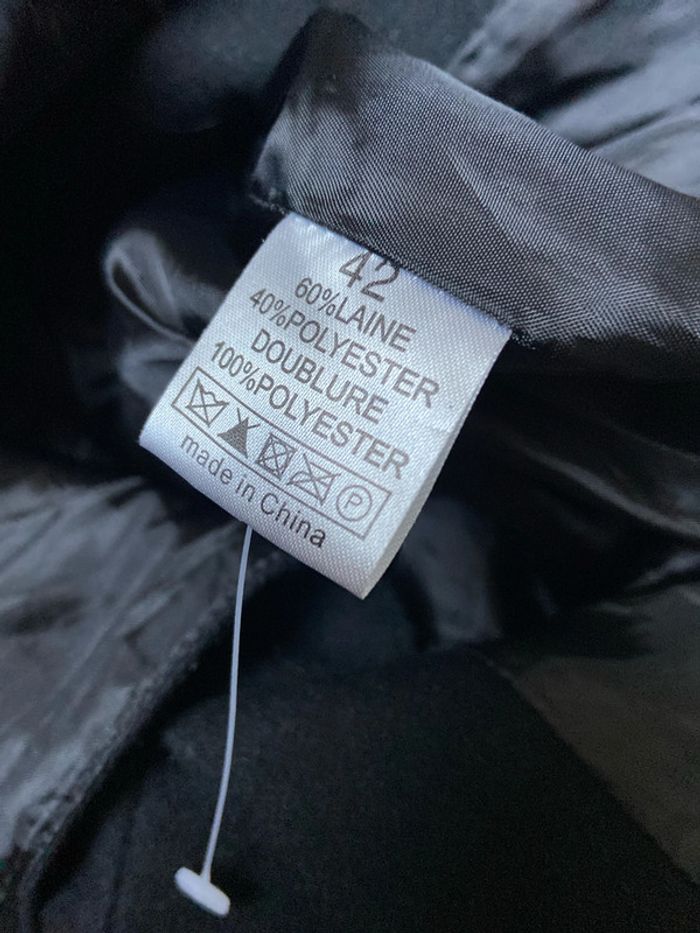 42
60%LAINE
40%POLYESTER
DOUBLURE
100%POLYESTER
P
made in China